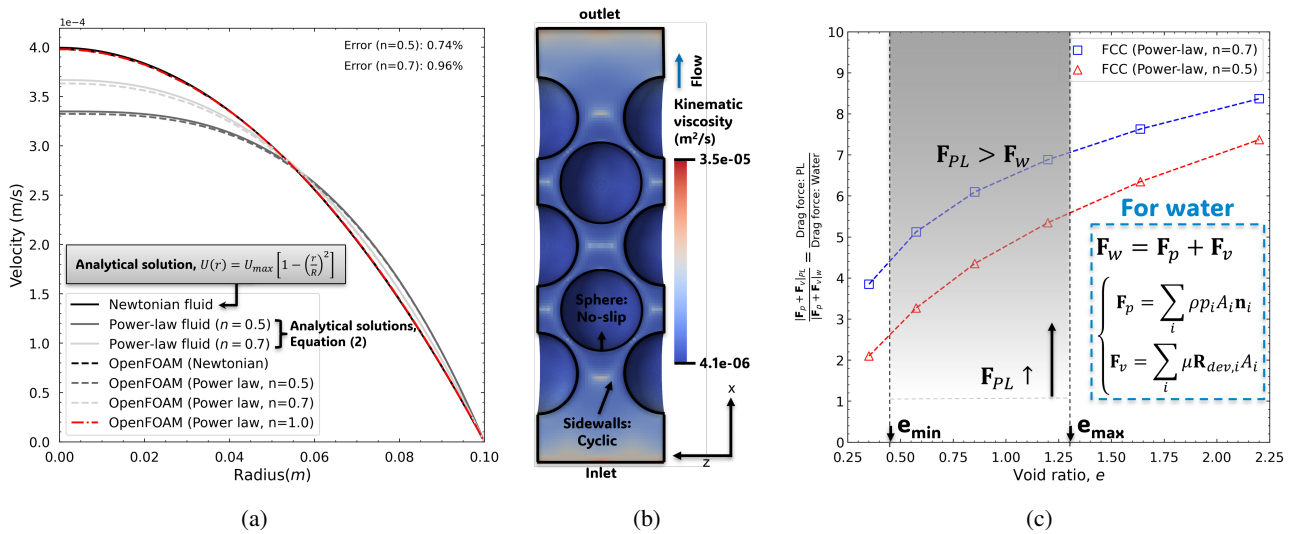 1e−4
Velocity (m/s)
4.0
3.5
3.0
2.5
2.0
1.5
1.0
0.5
0.0
Error (n=0.5): 0.74%
Error (n=0.7): 0.96%
Analytical solution, U(r) = U_max [1 − (r/R)^2]
Newtonian fluid
Power-law fluid (n = 0.5)
Power-law fluid (n = 0.7)
Analytical solutions,
Equation (2)
OpenFOAM (Newtonian)
OpenFOAM (Power law, n=0.5)
OpenFOAM (Power law, n=0.7)
OpenFOAM (Power law, n=1.0)
0.00
0.02
0.04
0.06
0.08
0.10
Radius(m)
(a)
outlet
Flow
Kinematic
viscosity
(m²/s)
3.5e-05
4.1e-06
Sphere:
No-slip
Sidewalls:
Cyclic
x
z
Inlet
(b)
|F_p + F_v|_PL / |F_p + F_v|_w = Drag force: PL / Drag force: Water
10
9
8
7
6
5
4
3
2
1
0
FCC (Power-law, n=0.7)
FCC (Power-law, n=0.5)
F_PL > F_w
F_PL ↑
For water
F_w = F_p + F_v
F_p = ∑_i ρp_i A_i n_i
F_v = ∑_i μR_dev,i A_i
e_min
e_max
0.25
0.50
0.75
1.00
1.25
1.50
1.75
2.00
2.25
Void ratio, e
(c)